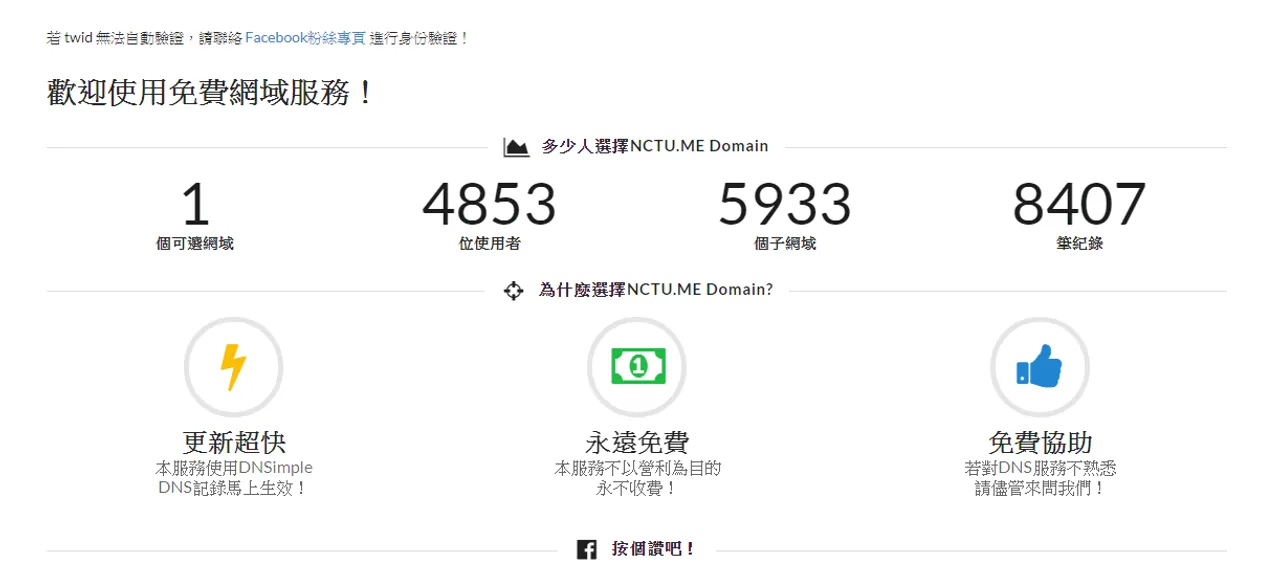 若 twid 無法自動驗證，請聯絡 Facebook粉絲專頁 進行身份驗證！
歡迎使用免費網域服務！
多少人選擇NCTU.ME Domain
1
個可選網域
4853
位使用者
5933
個子網域
8407
筆紀錄
為什麼選擇NCTU.ME Domain?
更新超快
本服務使用DNSimple
DNS記錄馬上生效！
永遠免費
本服務不以營利為目的
永不收費！
免費協助
若對DNS服務不熟悉
請儘管來問我們！
按個讚吧！